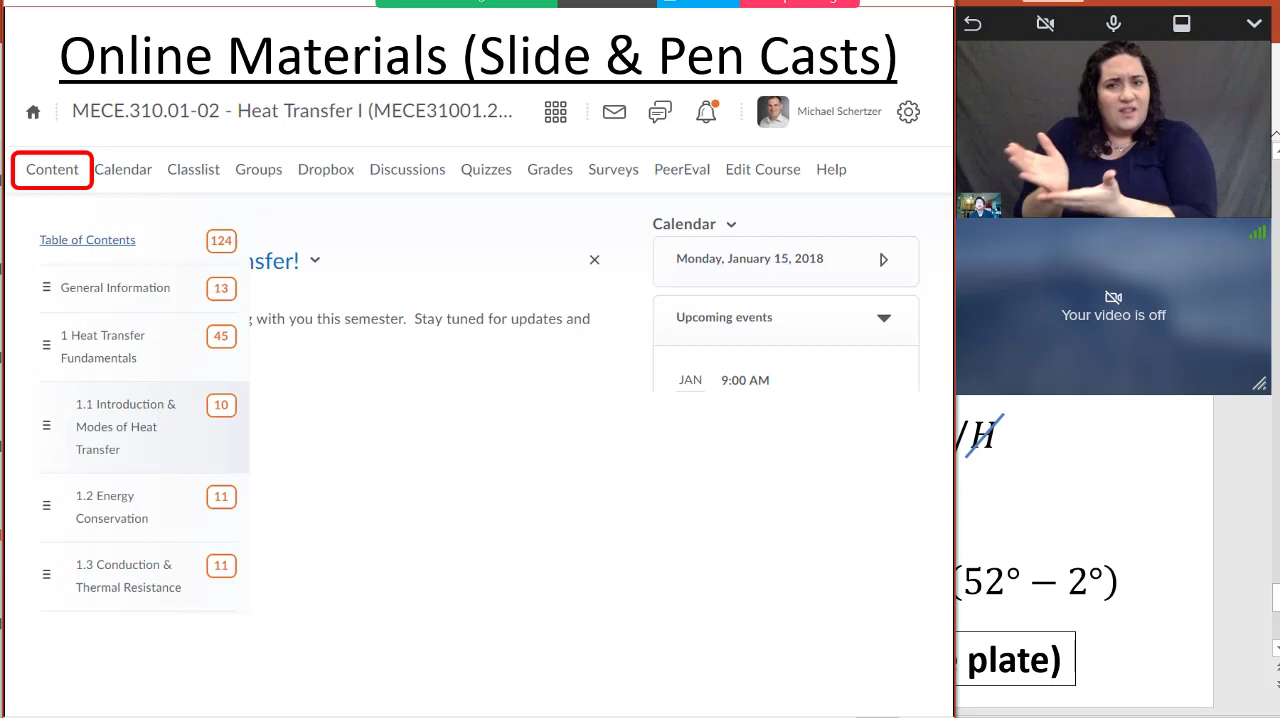 Online Materials (Slide & Pen Casts)
MECE.310.01-02 - Heat Transfer I (MECE31001.2...
Michael Schertzer
Content Calendar Classlist Groups Dropbox Discussions Quizzes Grades Surveys PeerEval Edit Course Help
Table of Contents 124
General Information 13
1 Heat Transfer 45
Fundamentals
1.1 Introduction & 10
Modes of Heat
Transfer
1.2 Energy 11
Conservation
1.3 Conduction & 11
Thermal Resistance
nsfer!
g with you this semester. Stay tuned for updates and
Calendar
Monday, January 15, 2018
Upcoming events
JAN 9:00 AM
Your video is off
/H
(52° − 2°)
plate)